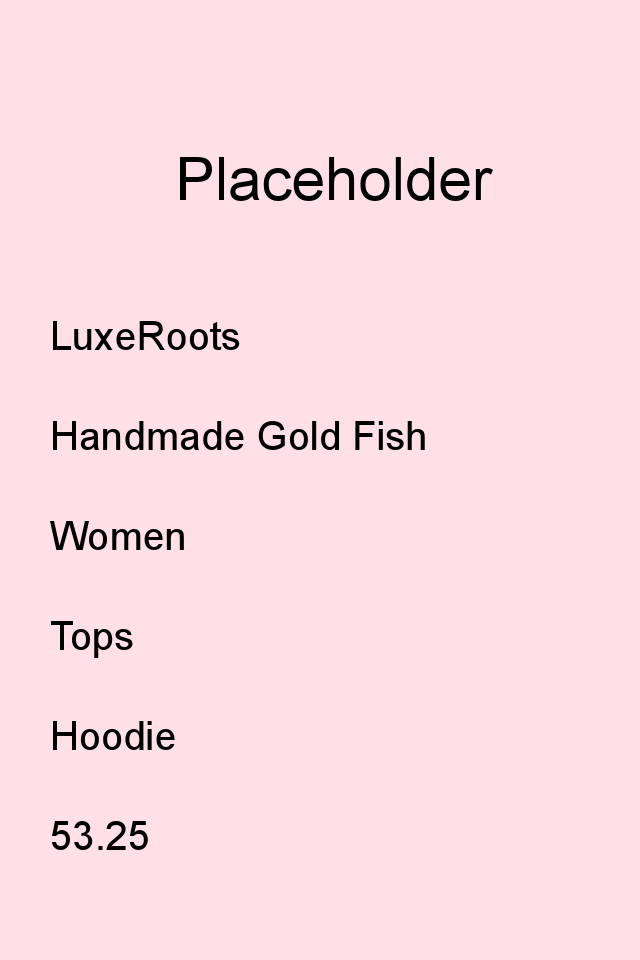 Placeholder
LuxeRoots
Handmade Gold Fish
Women
Tops
Hoodie
53.25